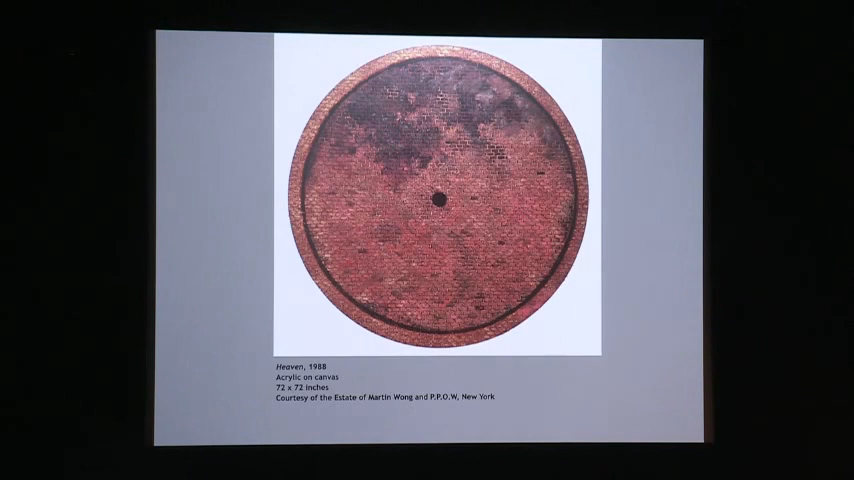 Heaven, 1988
Acrylic on canvas
72 x 72 inches
Courtesy of the Estate of Martin Wong and P.P.O.W, New York